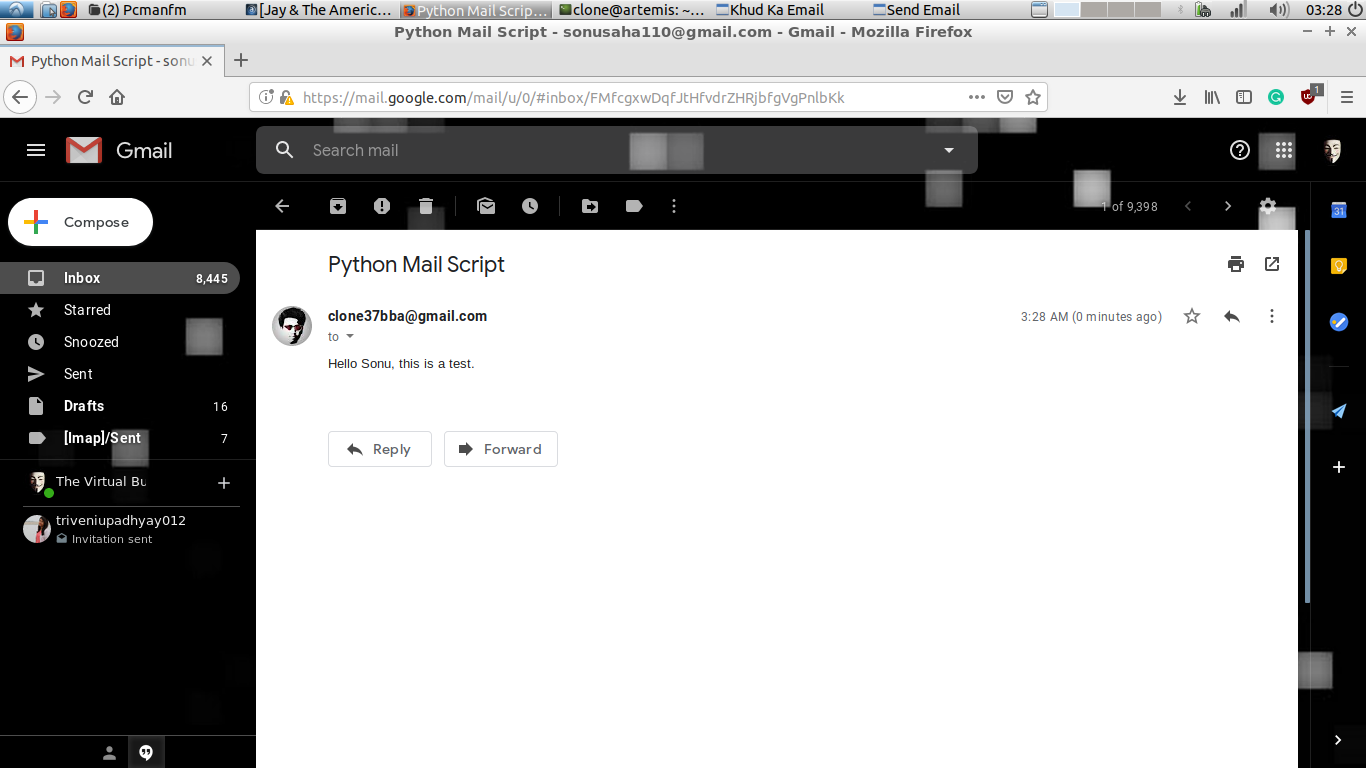 (2) Pcmanfm
[Jay & The Americ...
Python Mail Scrip...
clone@artemis: ~...
Khud Ka Email
Send Email
03:28
Python Mail Script - sonusaha110@gmail.com - Gmail - Mozilla Firefox
Python Mail Script - sonu
https://mail.google.com/mail/u/0/#inbox/FMfcgxwDqfJtHfvdrZHRjbfgVgPnlbKk
1
Gmail
Search mail
Compose
1 of 9,398
31
Inbox 8,445
Starred
Snoozed
Sent
Drafts 16
[Imap]/Sent 7
The Virtual Bu
triveniupadhyay012
Invitation sent
Python Mail Script
clone37bba@gmail.com
3:28 AM (0 minutes ago)
to
Hello Sonu, this is a test.
Reply
Forward